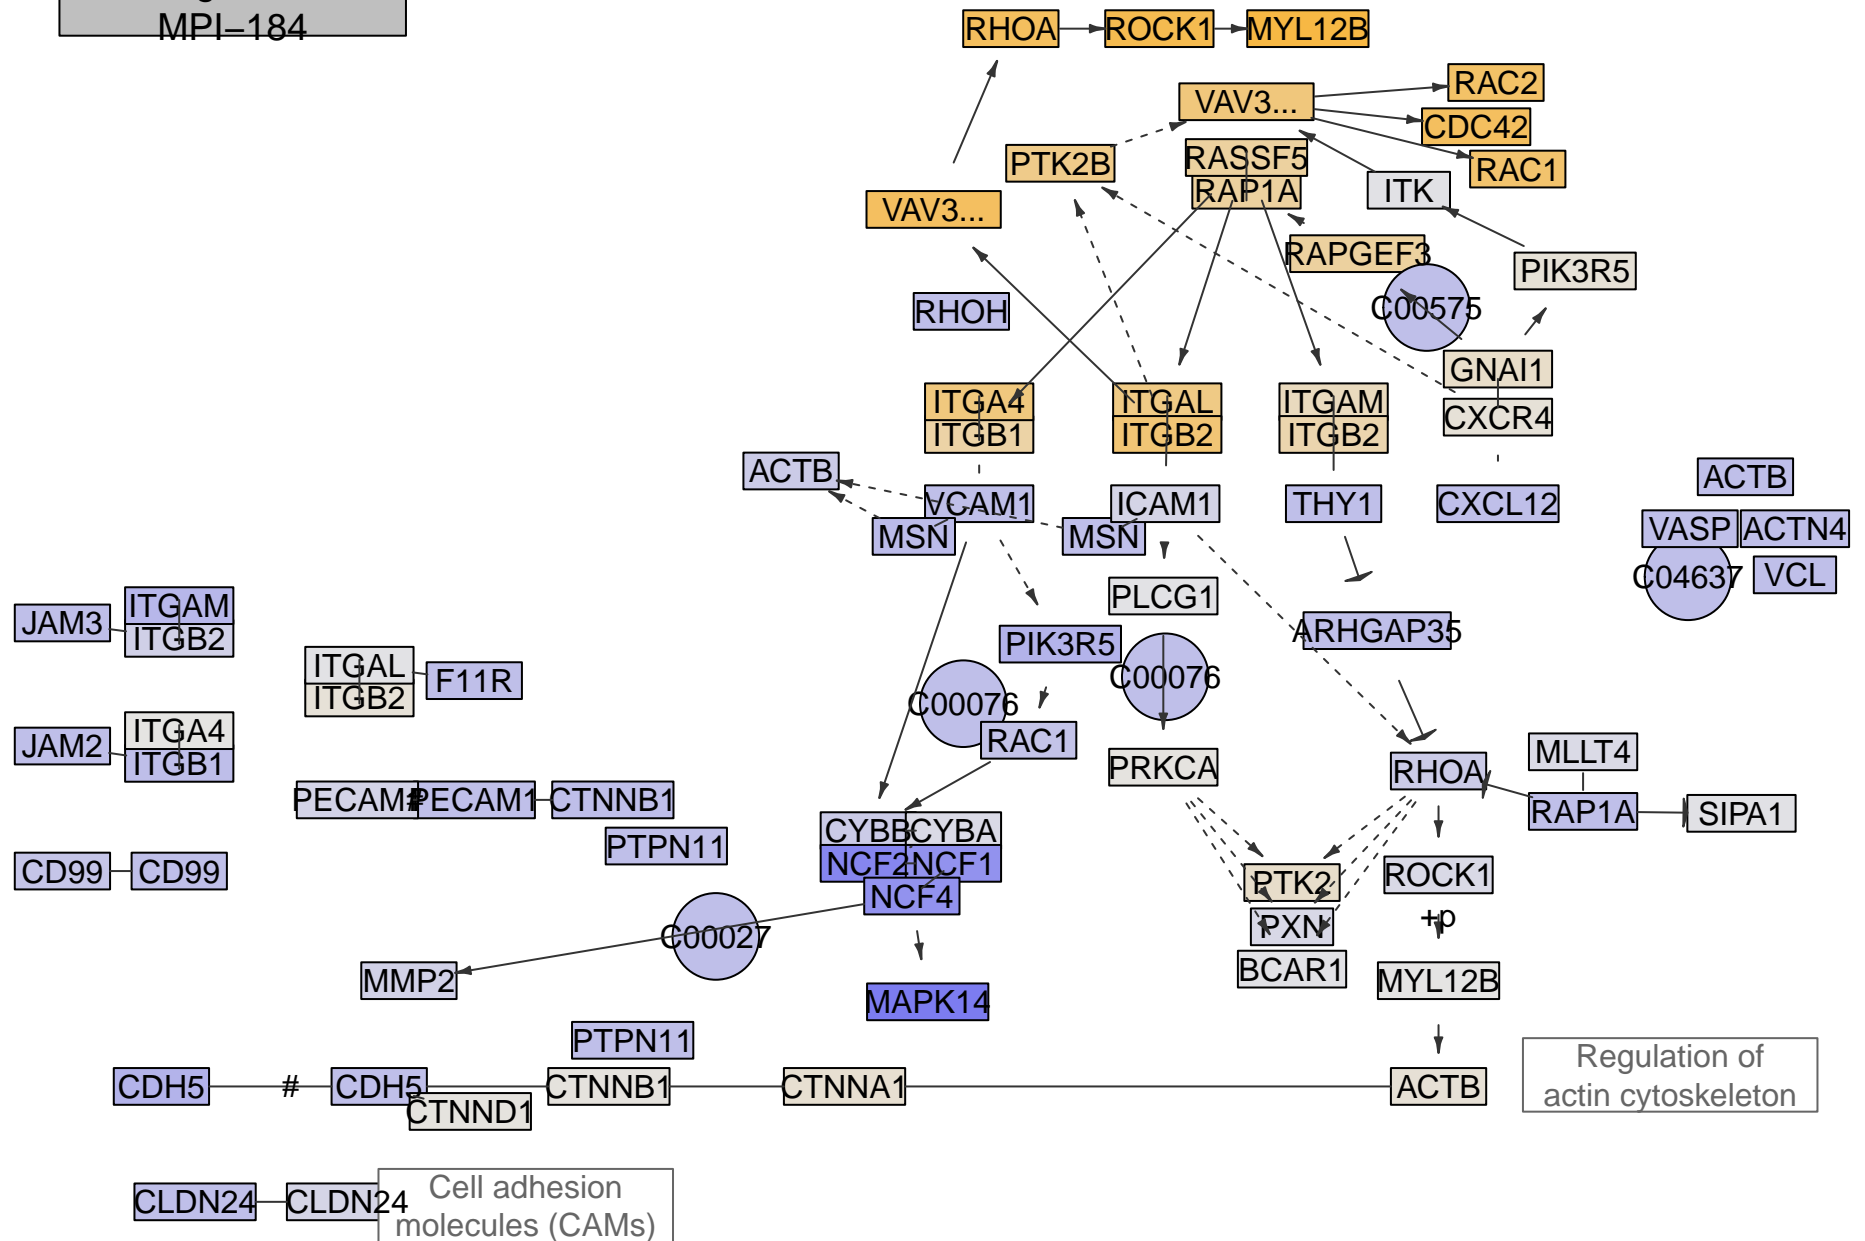 MPI−184
RHOA
ROCK1
MYL12B
VAV3...
RAC2
CDC42
RAC1
PTK2B
RASSF5
RAP1A
ITK
VAV3...
RAPGEF3
PIK3R5
C00575
RHOH
GNAI1
CXCR4
ITGA4
ITGB1
ITGAL
ITGB2
ITGAM
ITGB2
ACTB
VCAM1
MSN
ICAM1
MSN
THY1
CXCL12
ACTB
VASP
ACTN4
C04637
VCL
PLCG1
JAM3
ITGAM
ITGB2
ITGAL
ITGB2
F11R
PIK3R5
C00076
C00076
ARHGAP35
RAC1
JAM2
ITGA4
ITGB1
PRKCA
RHOA
MLLT4
RAP1A
SIPA1
PECAM1
#
PECAM1
CTNNB1
PTPN11
CYBB
CYBA
NCF2
NCF1
NCF4
CD99
CD99
PTK2
PXN
BCAR1
ROCK1
+p
MYL12B
C00027
MMP2
MAPK14
PTPN11
CDH5
#
CDH5
CTNND1
CTNNB1
CTNNA1
ACTB
Regulation of
actin cytoskeleton
CLDN24
CLDN24
Cell adhesion
molecules (CAMs)